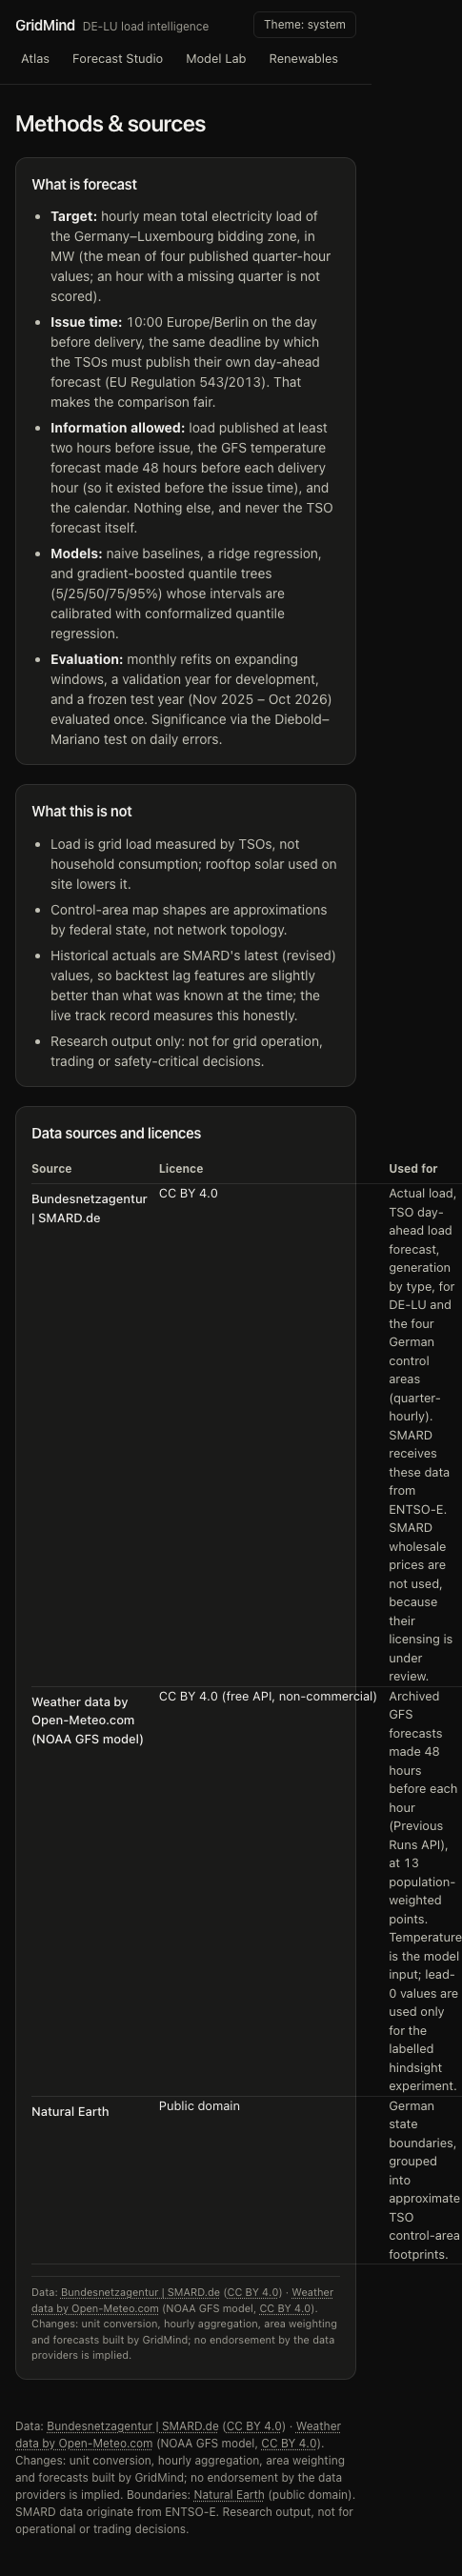 GridMind DE-LU load intelligence
Theme: system
Atlas Forecast Studio Model Lab Renewables
Methods & sources
What is forecast
• Target: hourly mean total electricity load of
the Germany–Luxembourg bidding zone, in
MW (the mean of four published quarter-hour
values; an hour with a missing quarter is not
scored).
• Issue time: 10:00 Europe/Berlin on the day
before delivery, the same deadline by which
the TSOs must publish their own day-ahead
forecast (EU Regulation 543/2013). That
makes the comparison fair.
• Information allowed: load published at least
two hours before issue, the GFS temperature
forecast made 48 hours before each delivery
hour (so it existed before the issue time), and
the calendar. Nothing else, and never the TSO
forecast itself.
• Models: naive baselines, a ridge regression,
and gradient-boosted quantile trees
(5/25/50/75/95%) whose intervals are
calibrated with conformalized quantile
regression.
• Evaluation: monthly refits on expanding
windows, a validation year for development,
and a frozen test year (Nov 2025 – Oct 2026)
evaluated once. Significance via the Diebold–
Mariano test on daily errors.
What this is not
• Load is grid load measured by TSOs, not
household consumption; rooftop solar used on
site lowers it.
• Control-area map shapes are approximations
by federal state, not network topology.
• Historical actuals are SMARD's latest (revised)
values, so backtest lag features are slightly
better than what was known at the time; the
live track record measures this honestly.
• Research output only: not for grid operation,
trading or safety-critical decisions.
Data sources and licences
Source Licence Used for
Bundesnetzagentur
| SMARD.de
CC BY 4.0
Actual load,
TSO day-
ahead load
forecast,
generation
by type, for
DE-LU and
the four
German
control
areas
(quarter-
hourly).
SMARD
receives
these data
from
ENTSO-E.
SMARD
wholesale
prices are
not used,
because
their
licensing is
under
review.
Weather data by
Open-Meteo.com
(NOAA GFS model)
CC BY 4.0 (free API, non-commercial)
Archived
GFS
forecasts
made 48
hours
before each
hour
(Previous
Runs API),
at 13
population-
weighted
points.
Temperature
is the model
input; lead-
0 values are
used only
for the
labelled
hindsight
experiment.
Natural Earth
Public domain
German
state
boundaries,
grouped
into
approximate
TSO
control-area
footprints.
Data: Bundesnetzagentur | SMARD.de (CC BY 4.0) · Weather
data by Open-Meteo.com (NOAA GFS model, CC BY 4.0).
Changes: unit conversion, hourly aggregation, area weighting
and forecasts built by GridMind; no endorsement by the data
providers is implied.
Data: Bundesnetzagentur | SMARD.de (CC BY 4.0) · Weather
data by Open-Meteo.com (NOAA GFS model, CC BY 4.0).
Changes: unit conversion, hourly aggregation, area weighting
and forecasts built by GridMind; no endorsement by the data
providers is implied. Boundaries: Natural Earth (public domain).
SMARD data originate from ENTSO-E. Research output, not for
operational or trading decisions.